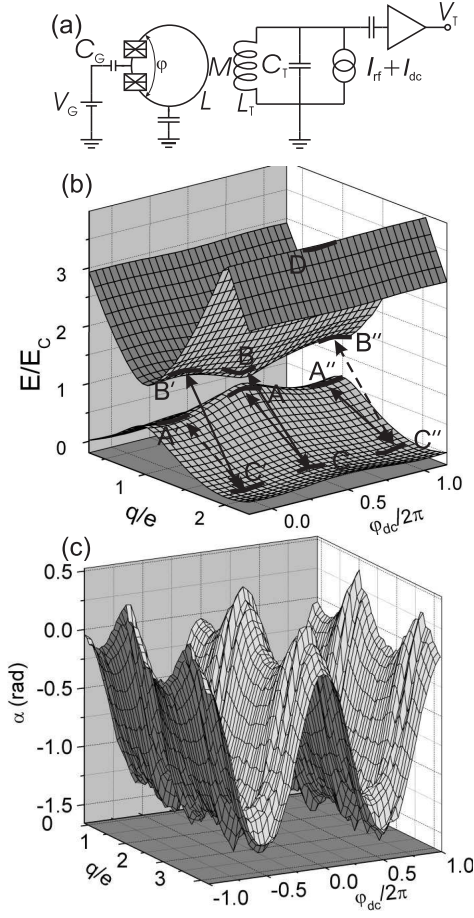 (a)
V_T
C_G
φ
M
C_T
I_rf + I_dc
V_G
L
L_T
(b)
3
2
1
0
E/E_C
D
B
B′
B″
A
A′
A″
C
C′
C″
1
2
q/e
0.0
0.5
1.0
φ_dc/2π
(c)
0.5
0.0
-0.5
-1.0
-1.5
α (rad)
0
1
2
3
q/e
-1.0
-0.5
0.0
0.5
1.0
φ_dc/2π